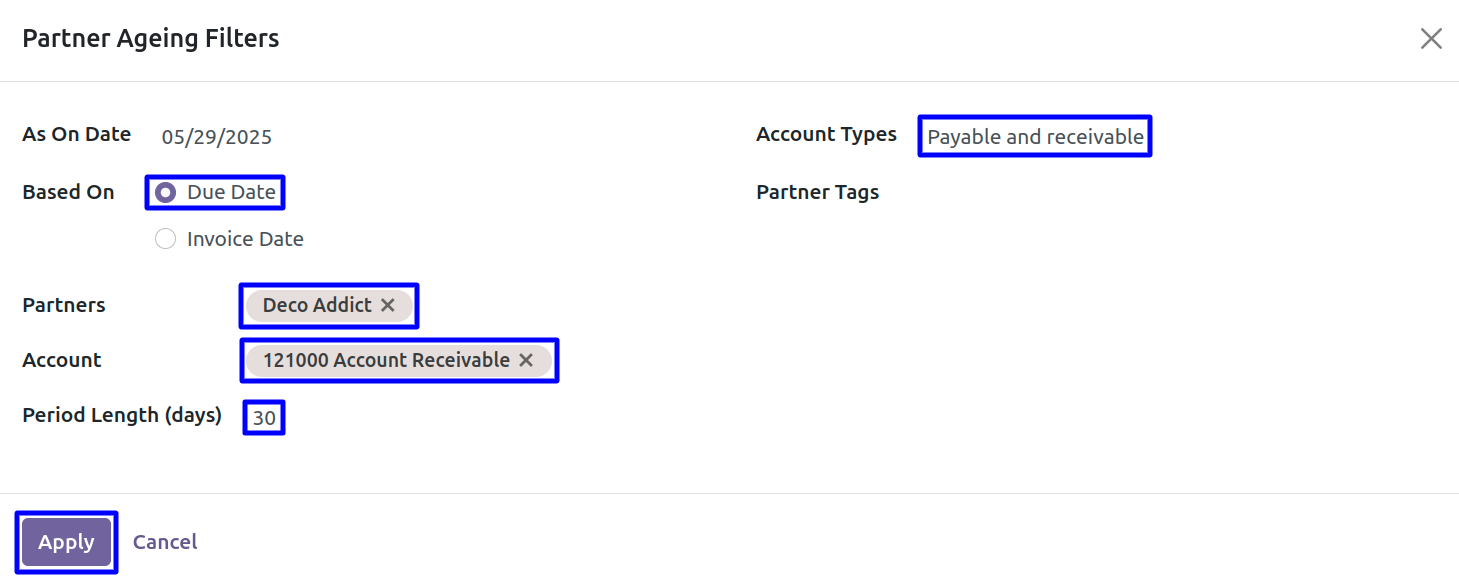 Partner Ageing Filters
As On Date 05/29/2025
Account Types Payable and receivable
Based On Due Date
Invoice Date
Partner Tags
Partners Deco Addict
Account 121000 Account Receivable
Period Length (days) 30
Apply Cancel